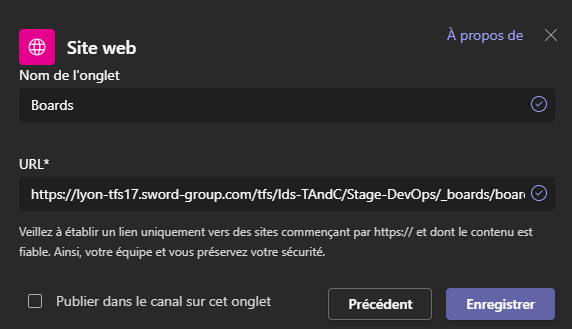 Site web
À propos de
Nom de l'onglet
Boards
URL*
https://lyon-tfs17.sword-group.com/tfs/lds-TAndC/Stage-DevOps/_boards/boar
Veillez à établir un lien uniquement vers des sites commençant par https:// et dont le contenu est
fiable. Ainsi, votre équipe et vous préservez votre sécurité.
Publier dans le canal sur cet onglet
Précédent
Enregistrer